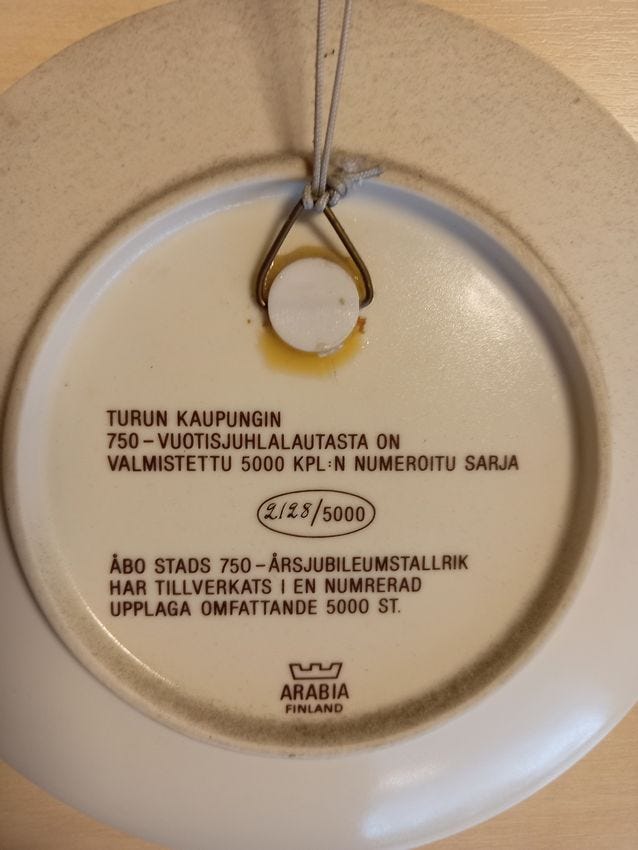 TURUN KAUPUNGIN
750-VUOTISJUHLALAUTASTA ON
VALMISTETTU 5000 KPL:N NUMEROITU SARJA
2128/5000
ÅBO STADS 750-ÅRSJUBILEUMSTALLRIK
HAR TILLVERKATS I EN NUMRERAD
UPPLAGA OMFATTANDE 5000 ST.
ARABIA
FINLAND